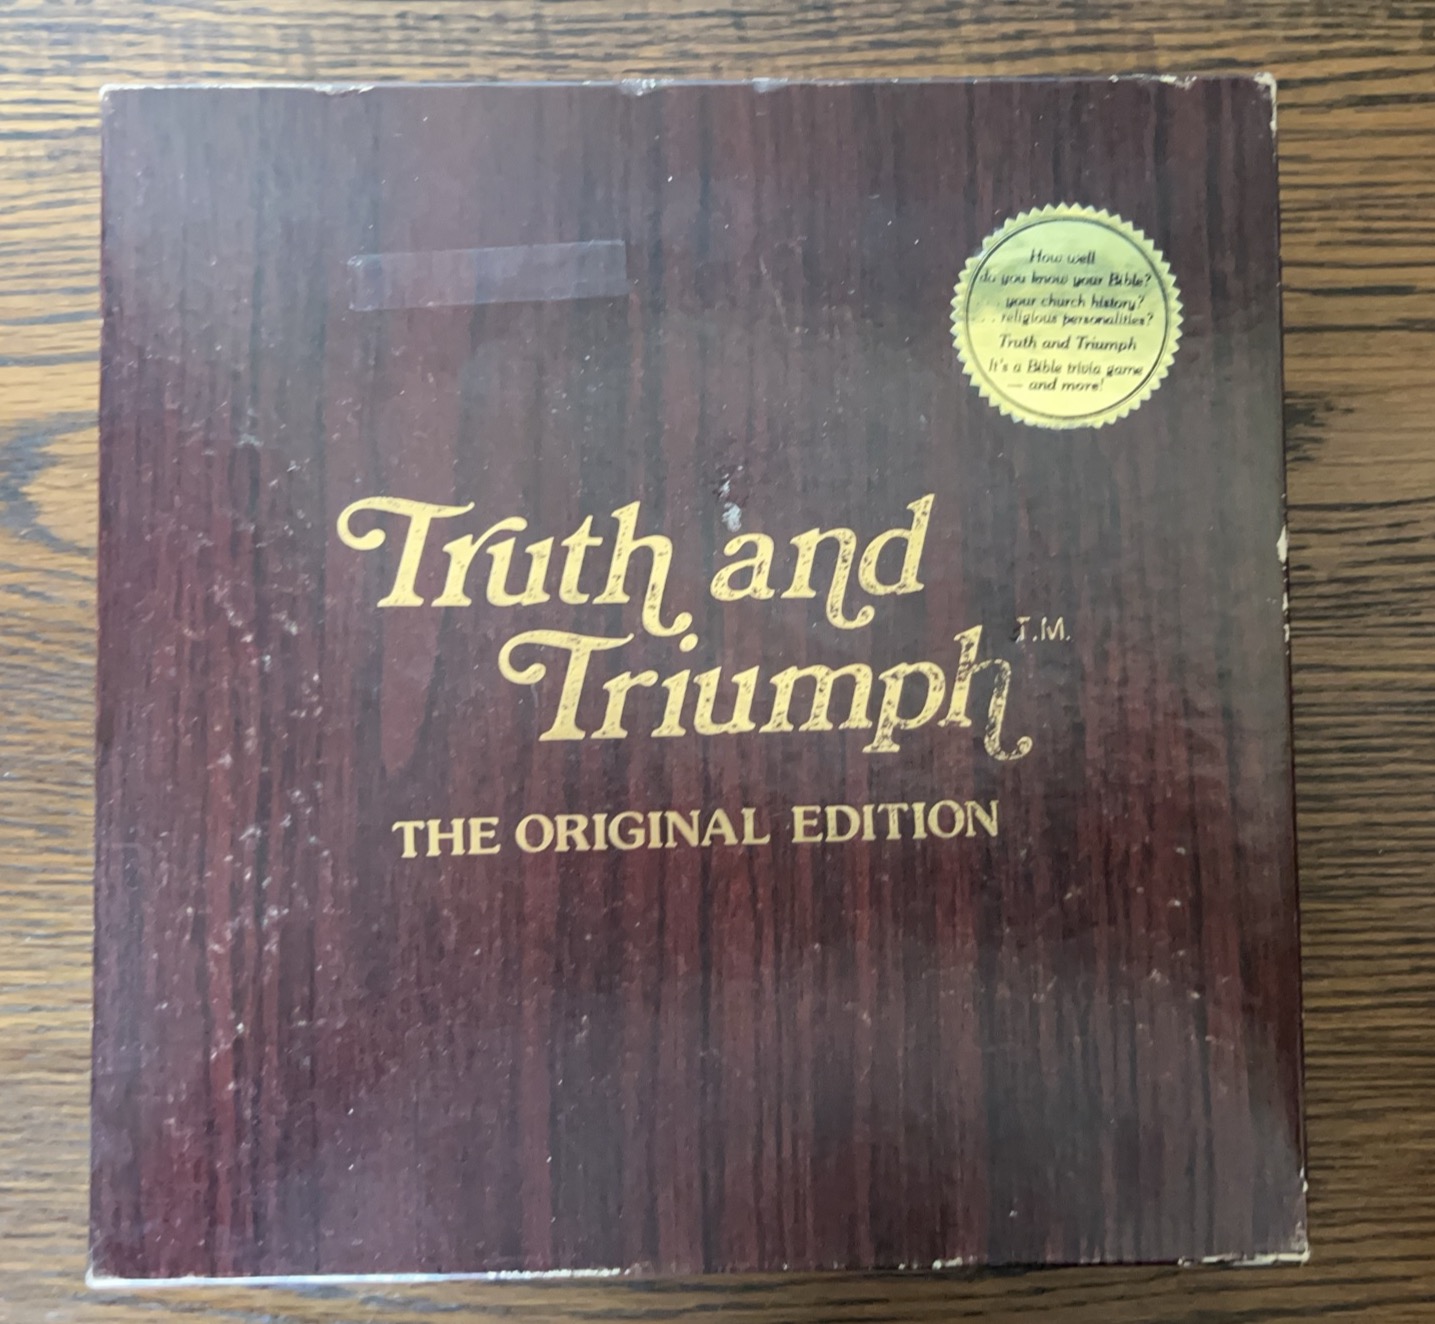 How well
do you know your Bible?
. . . your church history?
. . . religious personalities?
Truth and Triumph
It's a Bible trivia game
— and more!
Truth and
Triumph T.M.
THE ORIGINAL EDITION